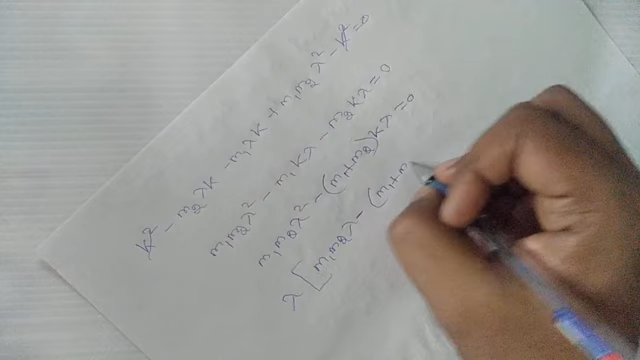 k² - m₂λk - m₁λk + m₁m₂λ² - k² = 0
m₁m₂λ² - m₁kλ - m₂kλ = 0
m₁m₂λ² - (m₁+m₂)kλ = 0
λ[m₁m₂λ - (m₁+m